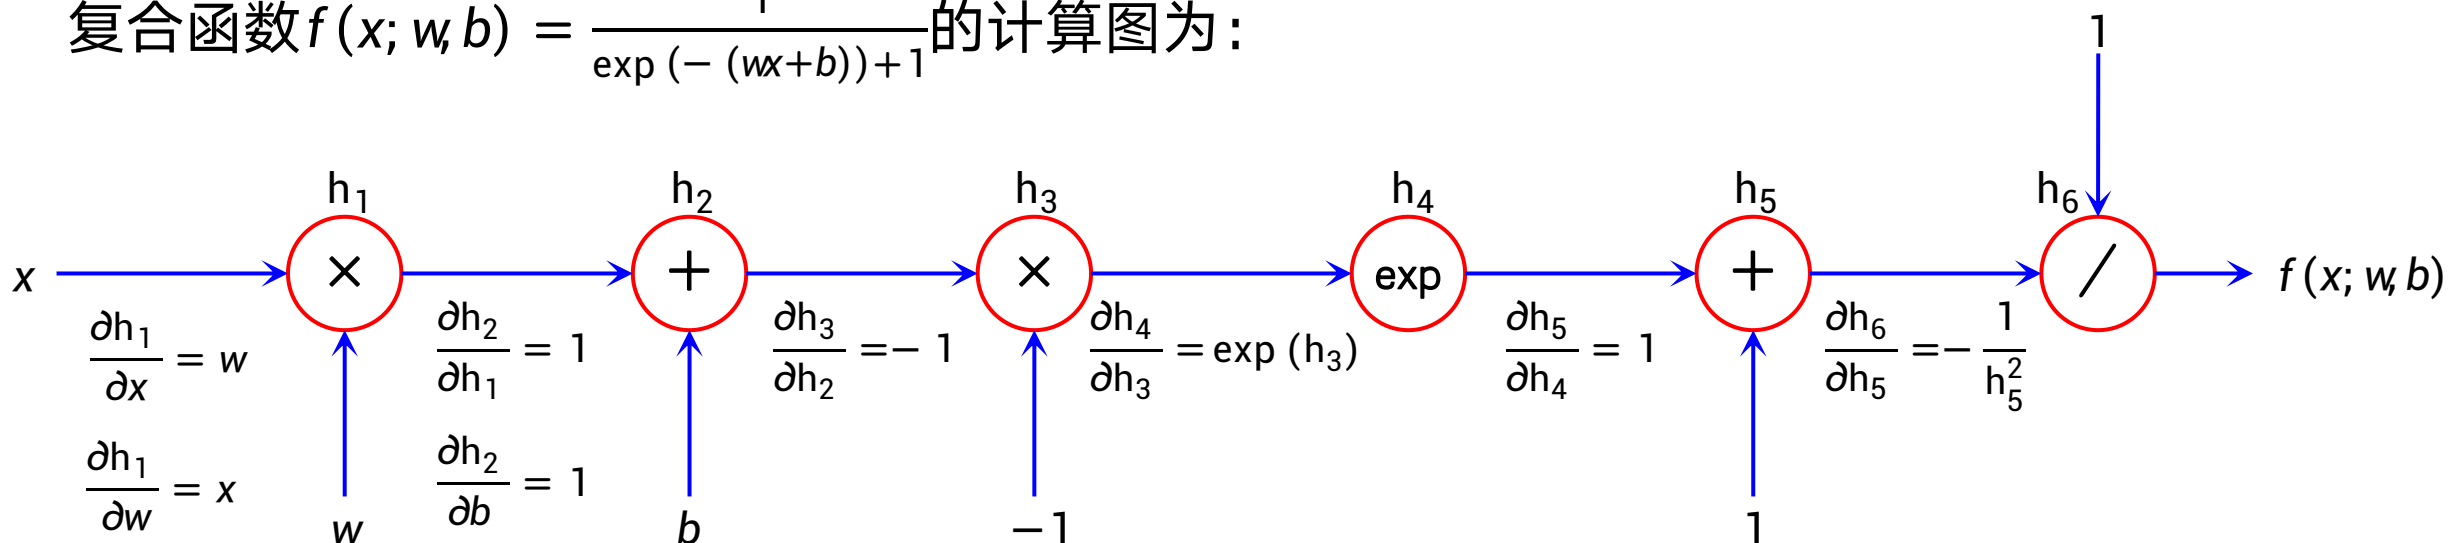 复合函数f(x; w, b) = 1/(exp(−(wx+b))+1)的计算图为:
1
h₁ h₂ h₃ h₄ h₅ h₆
x × + × exp + / f(x; w, b)
∂h₁/∂x = w ∂h₂/∂h₁ = 1 ∂h₃/∂h₂ =− 1 ∂h₄/∂h₃ = exp(h₃) ∂h₅/∂h₄ = 1 ∂h₆/∂h₅ =− 1/h₅²
∂h₁/∂w = x ∂h₂/∂b = 1
w b −1 1